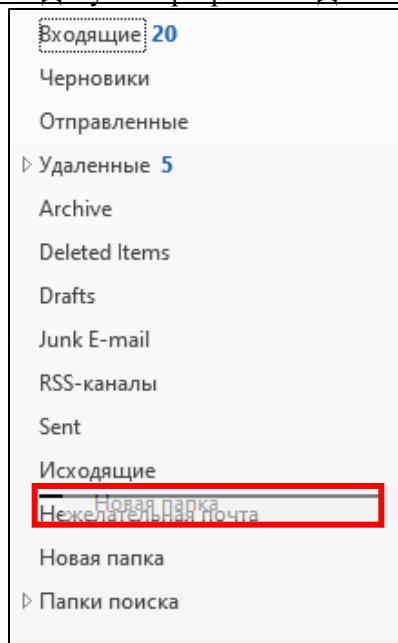 Входящие 20
Черновики
Отправленные
Удаленные 5
Archive
Deleted Items
Drafts
Junk E-mail
RSS-каналы
Sent
Исходящие
Новая папка
Нежелательная почта
Новая папка
Папки поиска